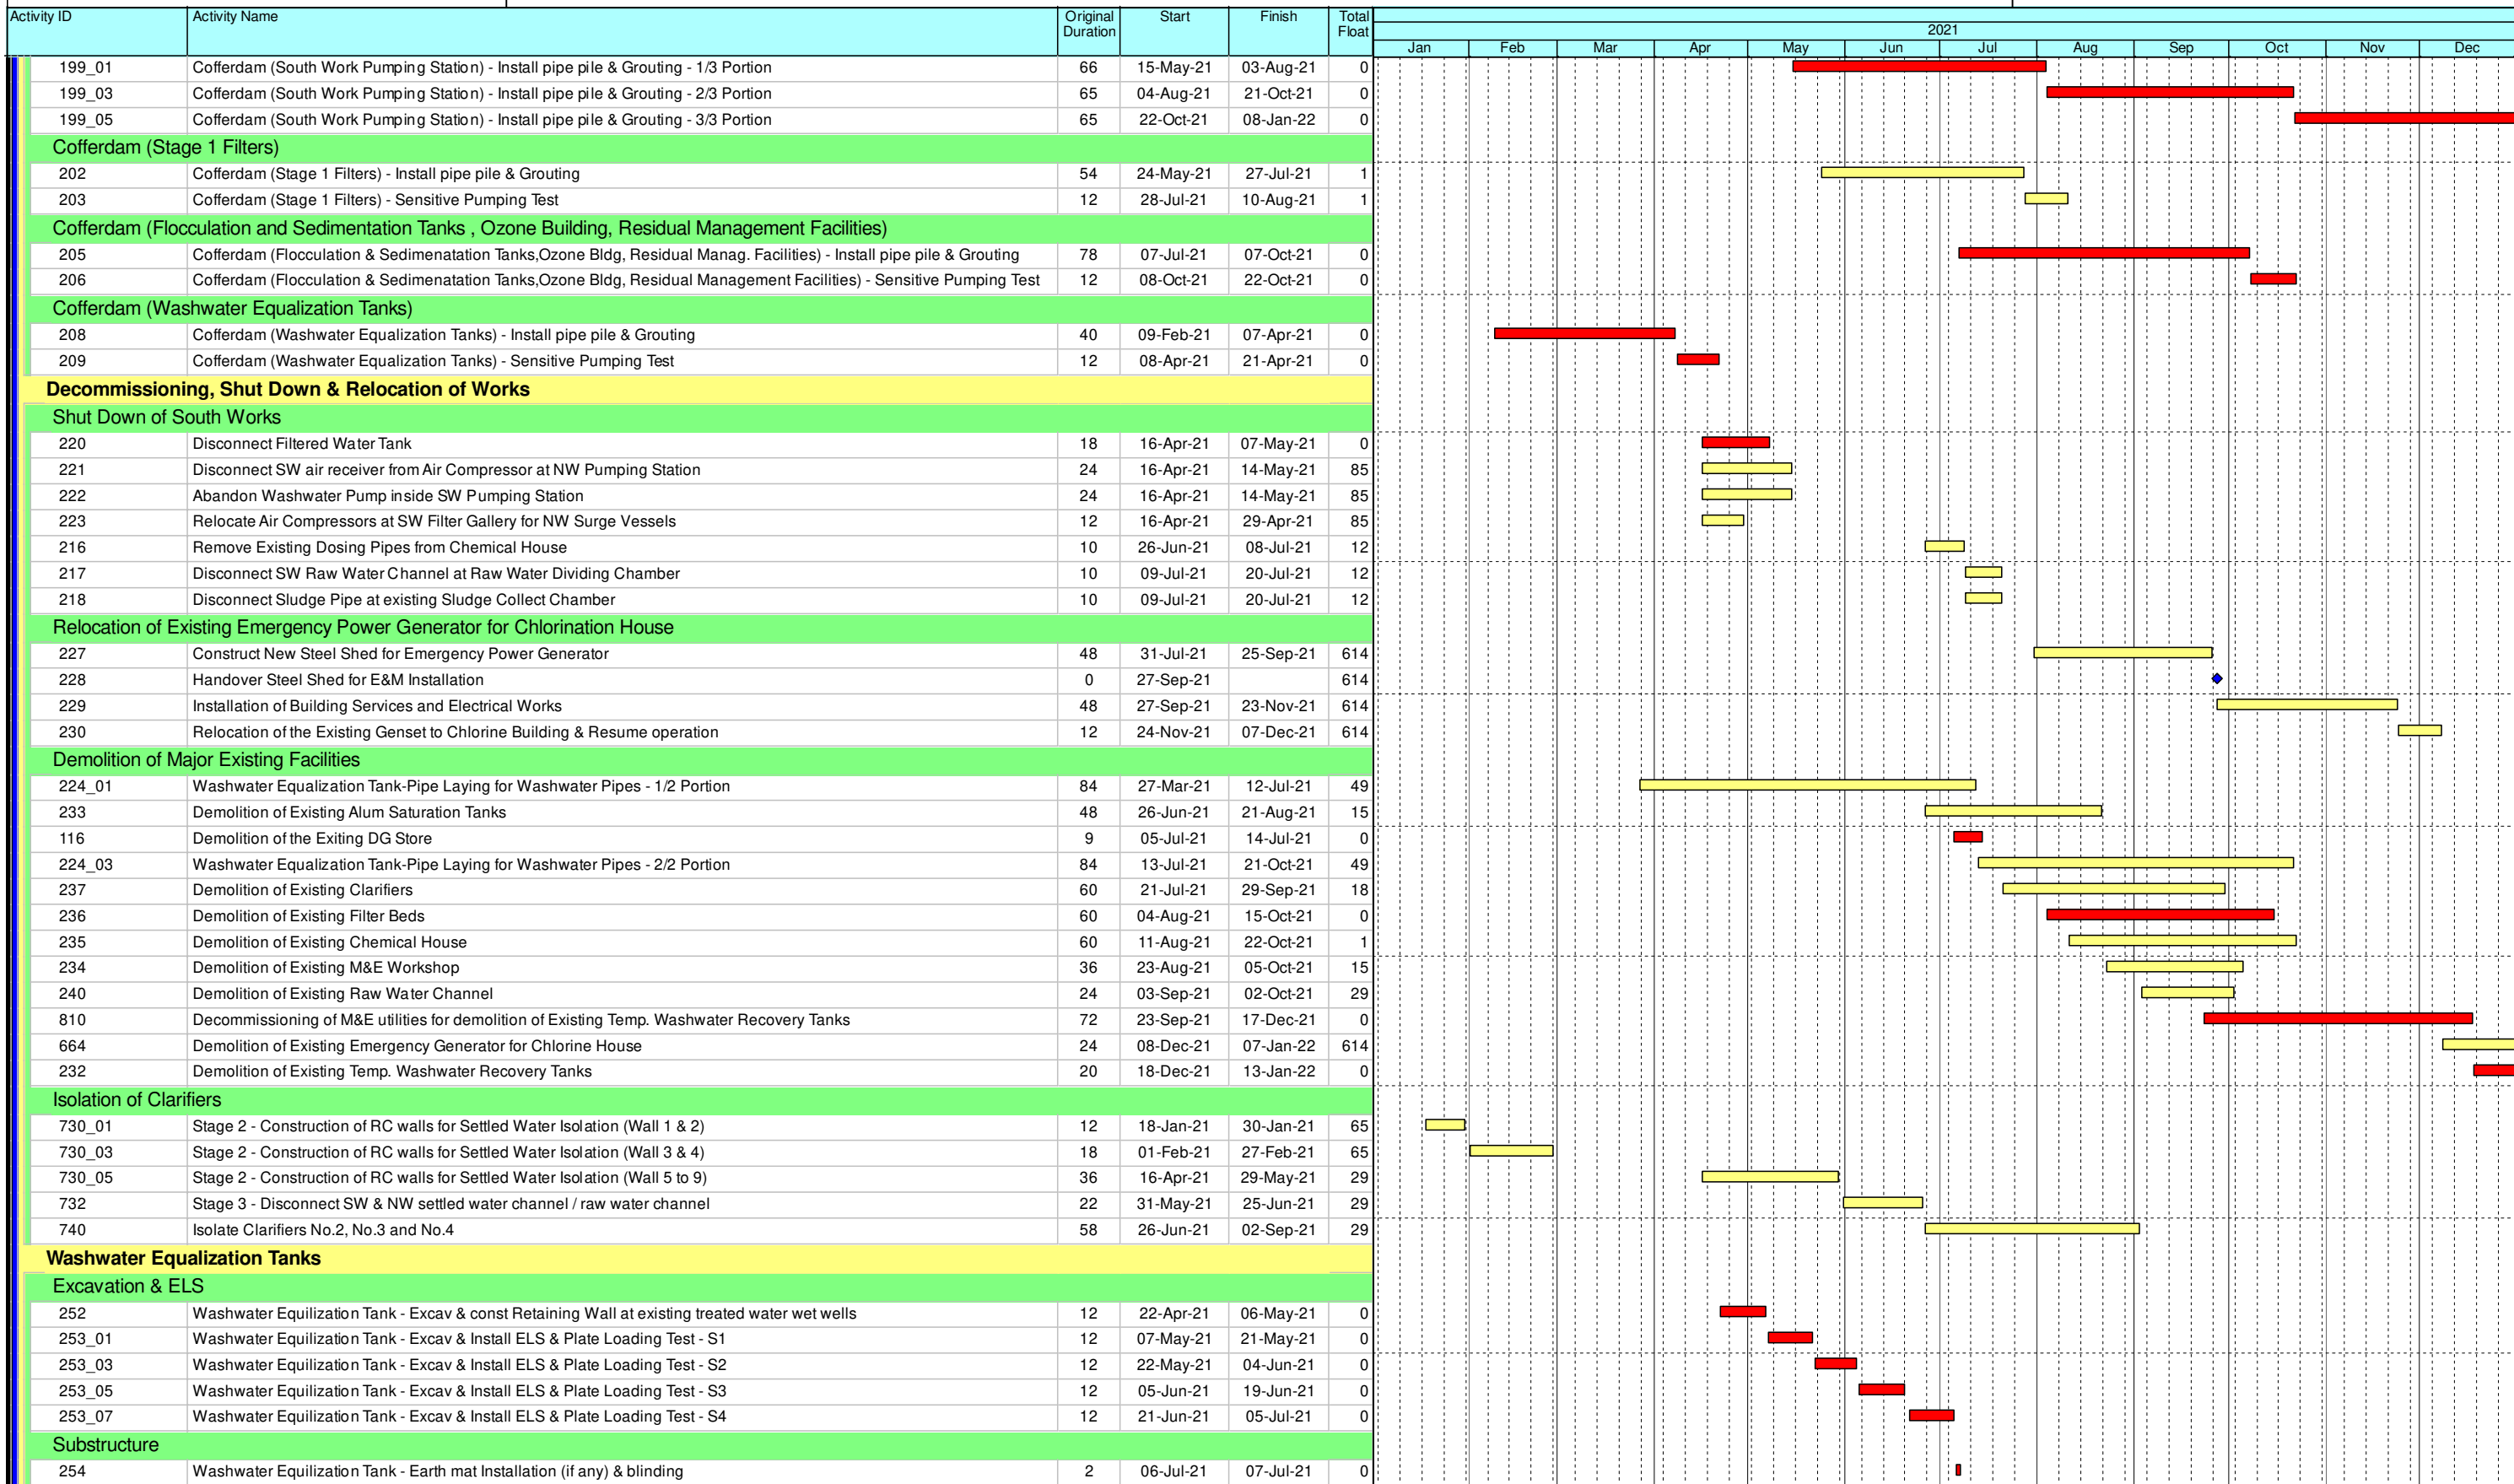 Activity ID Activity Name Original Duration Start Finish Total Float
2021
Jan Feb Mar Apr May Jun Jul Aug Sep Oct Nov Dec
199_01 Cofferdam (South Work Pumping Station) - Install pipe pile & Grouting - 1/3 Portion 66 15-May-21 03-Aug-21 0
199_03 Cofferdam (South Work Pumping Station) - Install pipe pile & Grouting - 2/3 Portion 65 04-Aug-21 21-Oct-21 0
199_05 Cofferdam (South Work Pumping Station) - Install pipe pile & Grouting - 3/3 Portion 65 22-Oct-21 08-Jan-22 0
Cofferdam (Stage 1 Filters)
202 Cofferdam (Stage 1 Filters) - Install pipe pile & Grouting 54 24-May-21 27-Jul-21 1
203 Cofferdam (Stage 1 Filters) - Sensitive Pumping Test 12 28-Jul-21 10-Aug-21 1
Cofferdam (Flocculation and Sedimentation Tanks , Ozone Building, Residual Management Facilities)
205 Cofferdam (Flocculation & Sedimenatation Tanks,Ozone Bldg, Residual Manag. Facilities) - Install pipe pile & Grouting 78 07-Jul-21 07-Oct-21 0
206 Cofferdam (Flocculation & Sedimenatation Tanks,Ozone Bldg, Residual Management Facilities) - Sensitive Pumping Test 12 08-Oct-21 22-Oct-21 0
Cofferdam (Washwater Equalization Tanks)
208 Cofferdam (Washwater Equalization Tanks) - Install pipe pile & Grouting 40 09-Feb-21 07-Apr-21 0
209 Cofferdam (Washwater Equalization Tanks) - Sensitive Pumping Test 12 08-Apr-21 21-Apr-21 0
Decommissioning, Shut Down & Relocation of Works
Shut Down of South Works
220 Disconnect Filtered Water Tank 18 16-Apr-21 07-May-21 0
221 Disconnect SW air receiver from Air Compressor at NW Pumping Station 24 16-Apr-21 14-May-21 85
222 Abandon Washwater Pump inside SW Pumping Station 24 16-Apr-21 14-May-21 85
223 Relocate Air Compressors at SW Filter Gallery for NW Surge Vessels 12 16-Apr-21 29-Apr-21 85
216 Remove Existing Dosing Pipes from Chemical House 10 26-Jun-21 08-Jul-21 12
217 Disconnect SW Raw Water Channel at Raw Water Dividing Chamber 10 09-Jul-21 20-Jul-21 12
218 Disconnect Sludge Pipe at existing Sludge Collect Chamber 10 09-Jul-21 20-Jul-21 12
Relocation of Existing Emergency Power Generator for Chlorination House
227 Construct New Steel Shed for Emergency Power Generator 48 31-Jul-21 25-Sep-21 614
228 Handover Steel Shed for E&M Installation 0 27-Sep-21 614
229 Installation of Building Services and Electrical Works 48 27-Sep-21 23-Nov-21 614
230 Relocation of the Existing Genset to Chlorine Building & Resume operation 12 24-Nov-21 07-Dec-21 614
Demolition of Major Existing Facilities
224_01 Washwater Equalization Tank-Pipe Laying for Washwater Pipes - 1/2 Portion 84 27-Mar-21 12-Jul-21 49
233 Demolition of Existing Alum Saturation Tanks 48 26-Jun-21 21-Aug-21 15
116 Demolition of the Exiting DG Store 9 05-Jul-21 14-Jul-21 0
224_03 Washwater Equalization Tank-Pipe Laying for Washwater Pipes - 2/2 Portion 84 13-Jul-21 21-Oct-21 49
237 Demolition of Existing Clarifiers 60 21-Jul-21 29-Sep-21 18
236 Demolition of Existing Filter Beds 60 04-Aug-21 15-Oct-21 0
235 Demolition of Existing Chemical House 60 11-Aug-21 22-Oct-21 1
234 Demolition of Existing M&E Workshop 36 23-Aug-21 05-Oct-21 15
240 Demolition of Existing Raw Water Channel 24 03-Sep-21 02-Oct-21 29
810 Decommissioning of M&E utilities for demolition of Existing Temp. Washwater Recovery Tanks 72 23-Sep-21 17-Dec-21 0
664 Demolition of Existing Emergency Generator for Chlorine House 24 08-Dec-21 07-Jan-22 614
232 Demolition of Existing Temp. Washwater Recovery Tanks 20 18-Dec-21 13-Jan-22 0
Isolation of Clarifiers
730_01 Stage 2 - Construction of RC walls for Settled Water Isolation (Wall 1 & 2) 12 18-Jan-21 30-Jan-21 65
730_03 Stage 2 - Construction of RC walls for Settled Water Isolation (Wall 3 & 4) 18 01-Feb-21 27-Feb-21 65
730_05 Stage 2 - Construction of RC walls for Settled Water Isolation (Wall 5 to 9) 36 16-Apr-21 29-May-21 29
732 Stage 3 - Disconnect SW & NW settled water channel / raw water channel 22 31-May-21 25-Jun-21 29
740 Isolate Clarifiers No.2, No.3 and No.4 58 26-Jun-21 02-Sep-21 29
Washwater Equalization Tanks
Excavation & ELS
252 Washwater Equilization Tank - Excav & const Retaining Wall at existing treated water wet wells 12 22-Apr-21 06-May-21 0
253_01 Washwater Equilization Tank - Excav & Install ELS & Plate Loading Test - S1 12 07-May-21 21-May-21 0
253_03 Washwater Equilization Tank - Excav & Install ELS & Plate Loading Test - S2 12 22-May-21 04-Jun-21 0
253_05 Washwater Equilization Tank - Excav & Install ELS & Plate Loading Test - S3 12 05-Jun-21 19-Jun-21 0
253_07 Washwater Equilization Tank - Excav & Install ELS & Plate Loading Test - S4 12 21-Jun-21 05-Jul-21 0
Substructure
254 Washwater Equilization Tank - Earth mat Installation (if any) & blinding 2 06-Jul-21 07-Jul-21 0